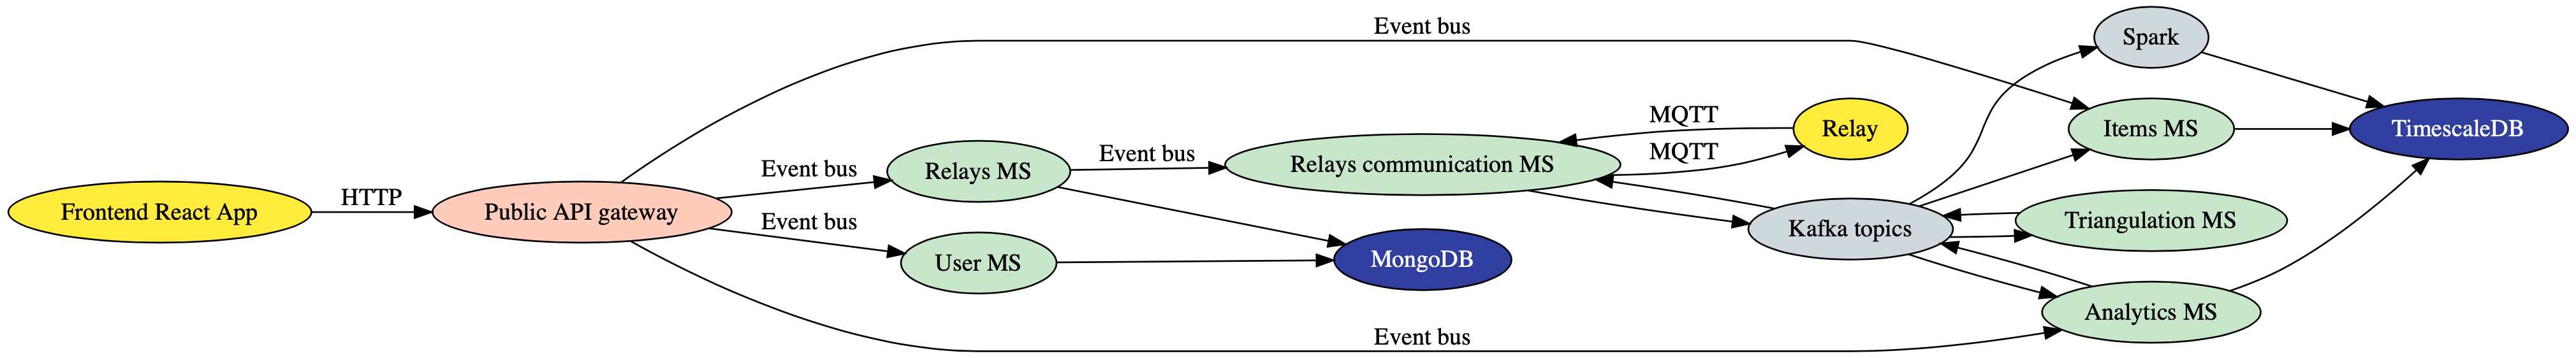 Frontend React App
HTTP
Public API gateway
Event bus
Event bus
Event bus
Event bus
Relays MS
User MS
Event bus
Relays communication MS
MongoDB
MQTT
MQTT
Relay
Kafka topics
Spark
Items MS
Triangulation MS
Analytics MS
TimescaleDB